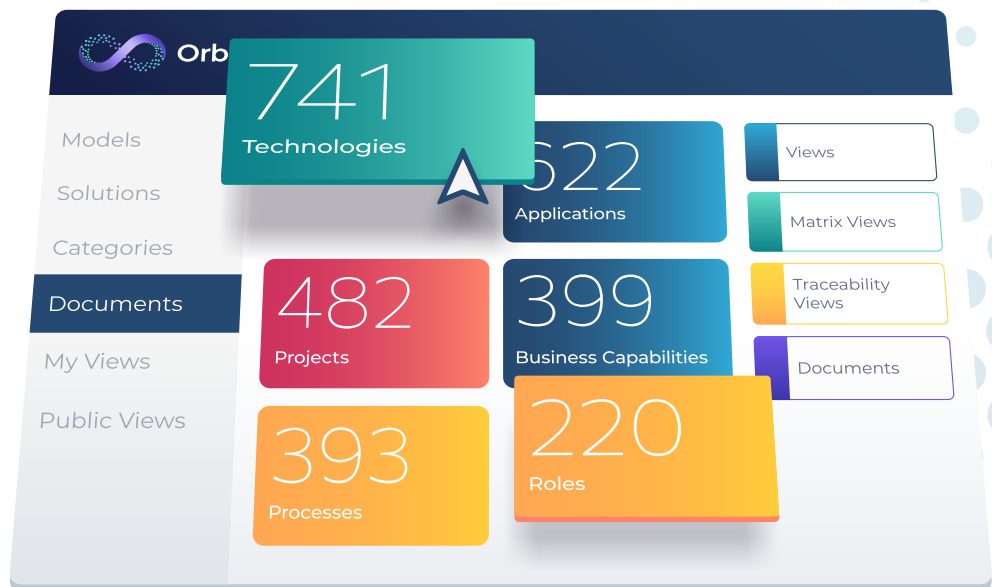 Orb
Models
Solutions
Categories
Documents
My Views
Public Views
741
Technologies
622
Applications
482
Projects
399
Business Capabilities
393
Processes
220
Roles
Views
Matrix Views
Traceability
Views
Documents